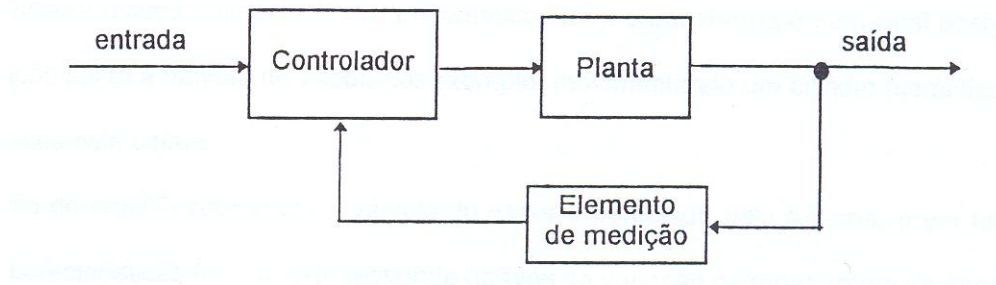 entrada
Controlador
Planta
saída
Elemento
de medição